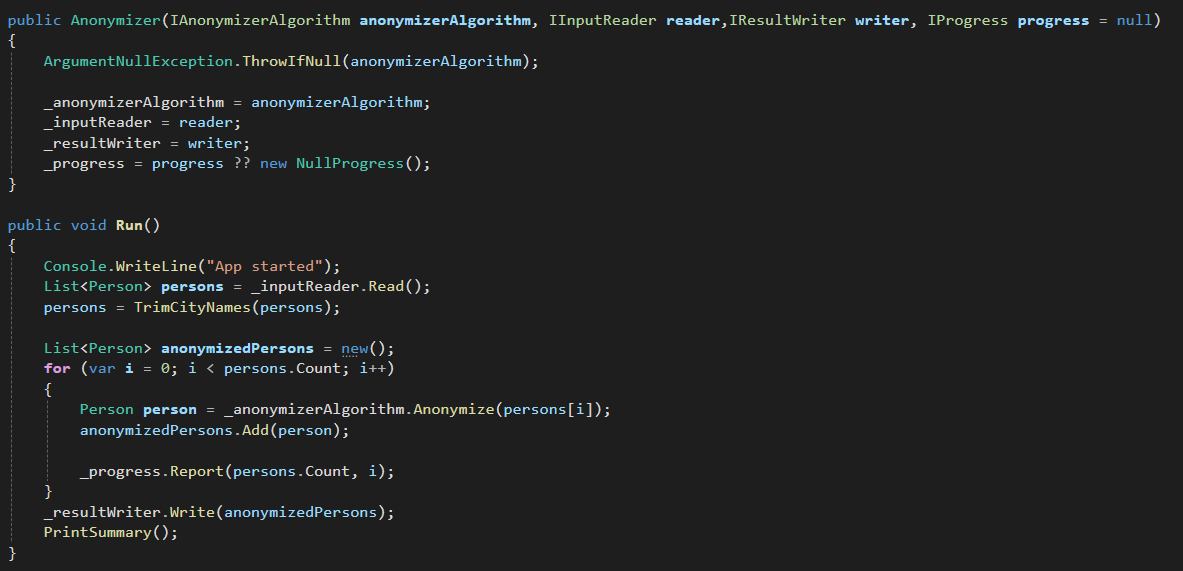 public Anonymizer(IAnonymizerAlgorithm anonymizerAlgorithm, IInputReader reader,IResultWriter writer, IProgress progress = null)
{
    ArgumentNullException.ThrowIfNull(anonymizerAlgorithm);

    _anonymizerAlgorithm = anonymizerAlgorithm;
    _inputReader = reader;
    _resultWriter = writer;
    _progress = progress ?? new NullProgress();
}

public void Run()
{
    Console.WriteLine("App started");
    List<Person> persons = _inputReader.Read();
    persons = TrimCityNames(persons);

    List<Person> anonymizedPersons = new();
    for (var i = 0; i < persons.Count; i++)
    {
        Person person = _anonymizerAlgorithm.Anonymize(persons[i]);
        anonymizedPersons.Add(person);

        _progress.Report(persons.Count, i);
    }
    _resultWriter.Write(anonymizedPersons);
    PrintSummary();
}